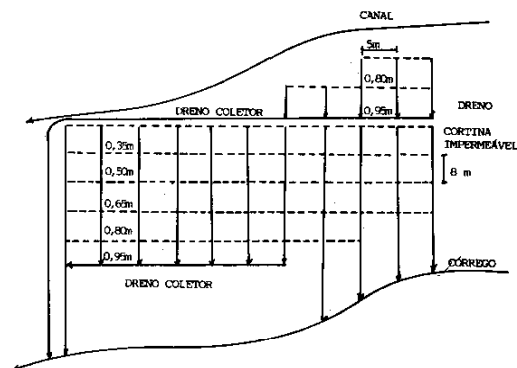 CANAL
5m
0,80m
DRENO COLETOR
0,95m
DRENO
CORTINA
IMPERMEÁVEL
0,35m
0,50m
8 m
0,65m
0,80m
0,95m
DRENO COLETOR
CÓRREGO